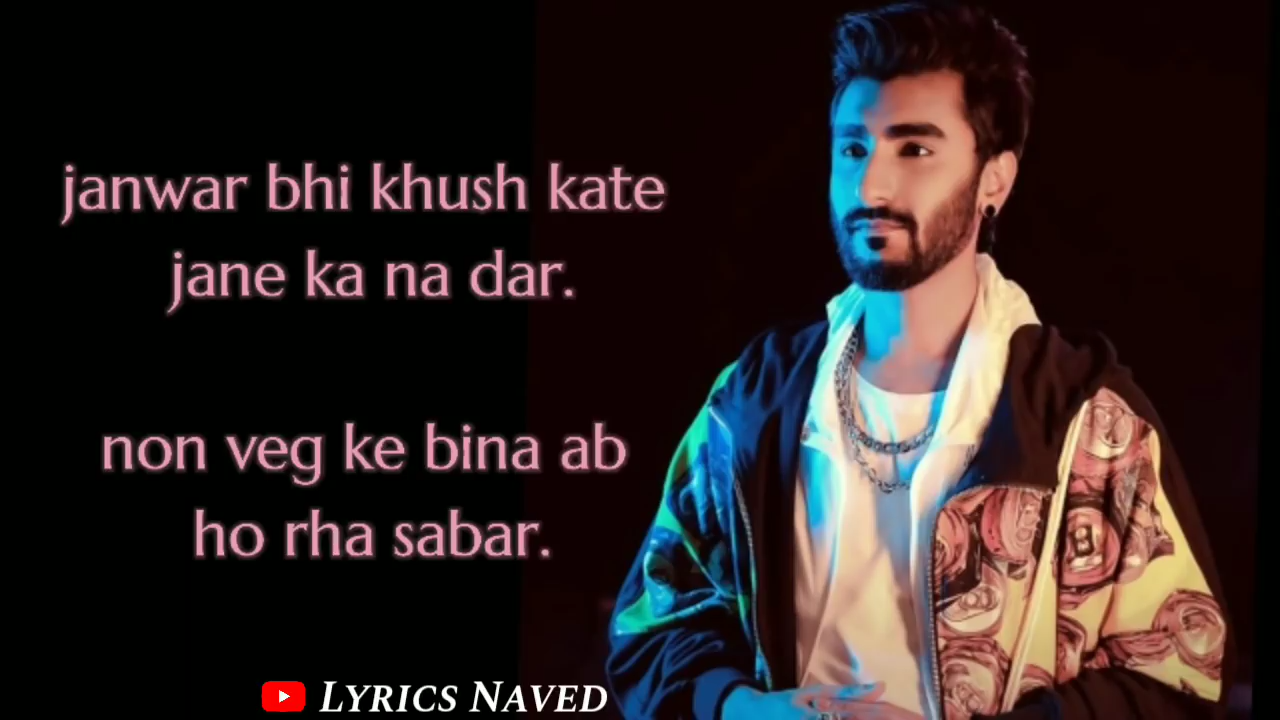 janwar bhi khush kate
jane ka na dar.
non veg ke bina ab
ho rha sabar.
LYRICS NAVED